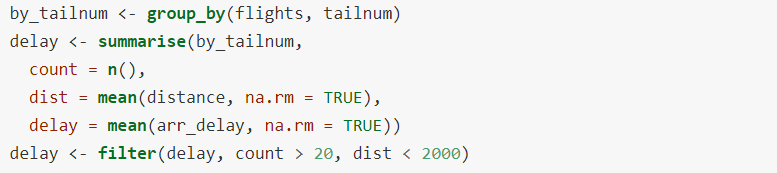 by_tailnum <- group_by(flights, tailnum)
delay <- summarise(by_tailnum,
  count = n(),
  dist = mean(distance, na.rm = TRUE),
  delay = mean(arr_delay, na.rm = TRUE))
delay <- filter(delay, count > 20, dist < 2000)